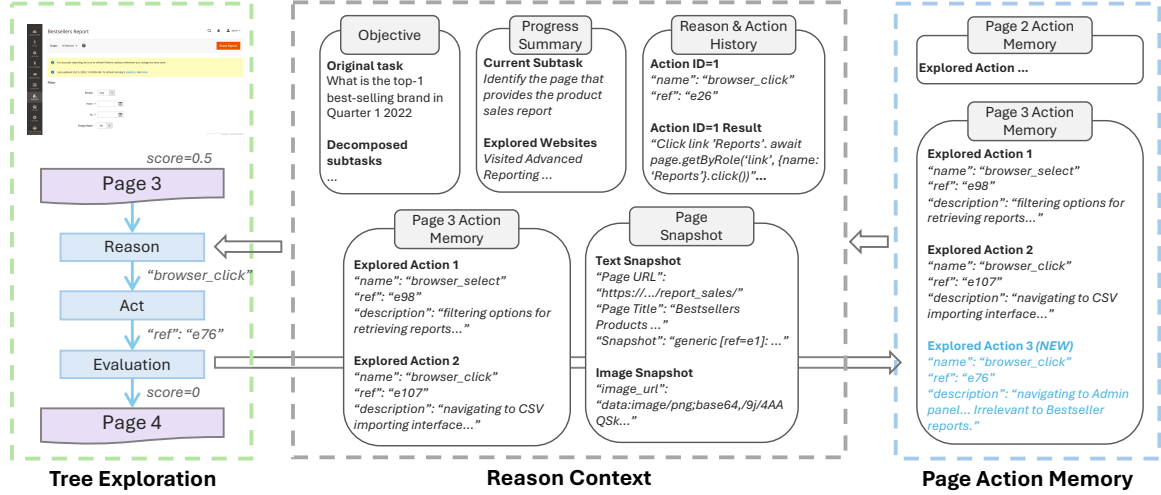 Bestsellers Report
score=0.5
Page 3
Reason
"browser_click"
Act
"ref": "e76"
Evaluation
score=0
Page 4
Tree Exploration
Objective
Original task
What is the top-1
best-selling brand in
Quarter 1 2022
Decomposed
subtasks
...
Progress
Summary
Current Subtask
Identify the page that
provides the product
sales report
Explored Websites
Visited Advanced
Reporting ...
Reason & Action
History
Action ID=1
"name": "browser_click"
"ref": "e26"
Action ID=1 Result
"Click link 'Reports'. await
page.getByRole('link', {name:
'Reports'}.click())"...
Page 3 Action
Memory
Explored Action 1
"name": "browser_select"
"ref": "e98"
"description": "filtering options for
retrieving reports..."
Explored Action 2
"name": "browser_click"
"ref": "e107"
"description": "navigating to CSV
importing interface..."
Page
Snapshot
Text Snapshot
"Page URL":
"https://.../report_sales/"
"Page Title": "Bestsellers
Products ..."
"Snapshot": "generic [ref=e1]: ..."
Image Snapshot
"image_url":
"data:image/png;base64,/9j/4AA
QSk..."
Reason Context
Page 2 Action
Memory
Explored Action ...
Page 3 Action
Memory
Explored Action 1
"name": "browser_select"
"ref": "e98"
"description": "filtering options for
retrieving reports..."
Explored Action 2
"name": "browser_click"
"ref": "e107"
"description": "navigating to CSV
importing interface..."
Explored Action 3 (NEW)
"name": "browser_click"
"ref": "e76"
"description": "navigating to Admin
panel... Irrelevant to Bestseller
reports."
Page Action Memory